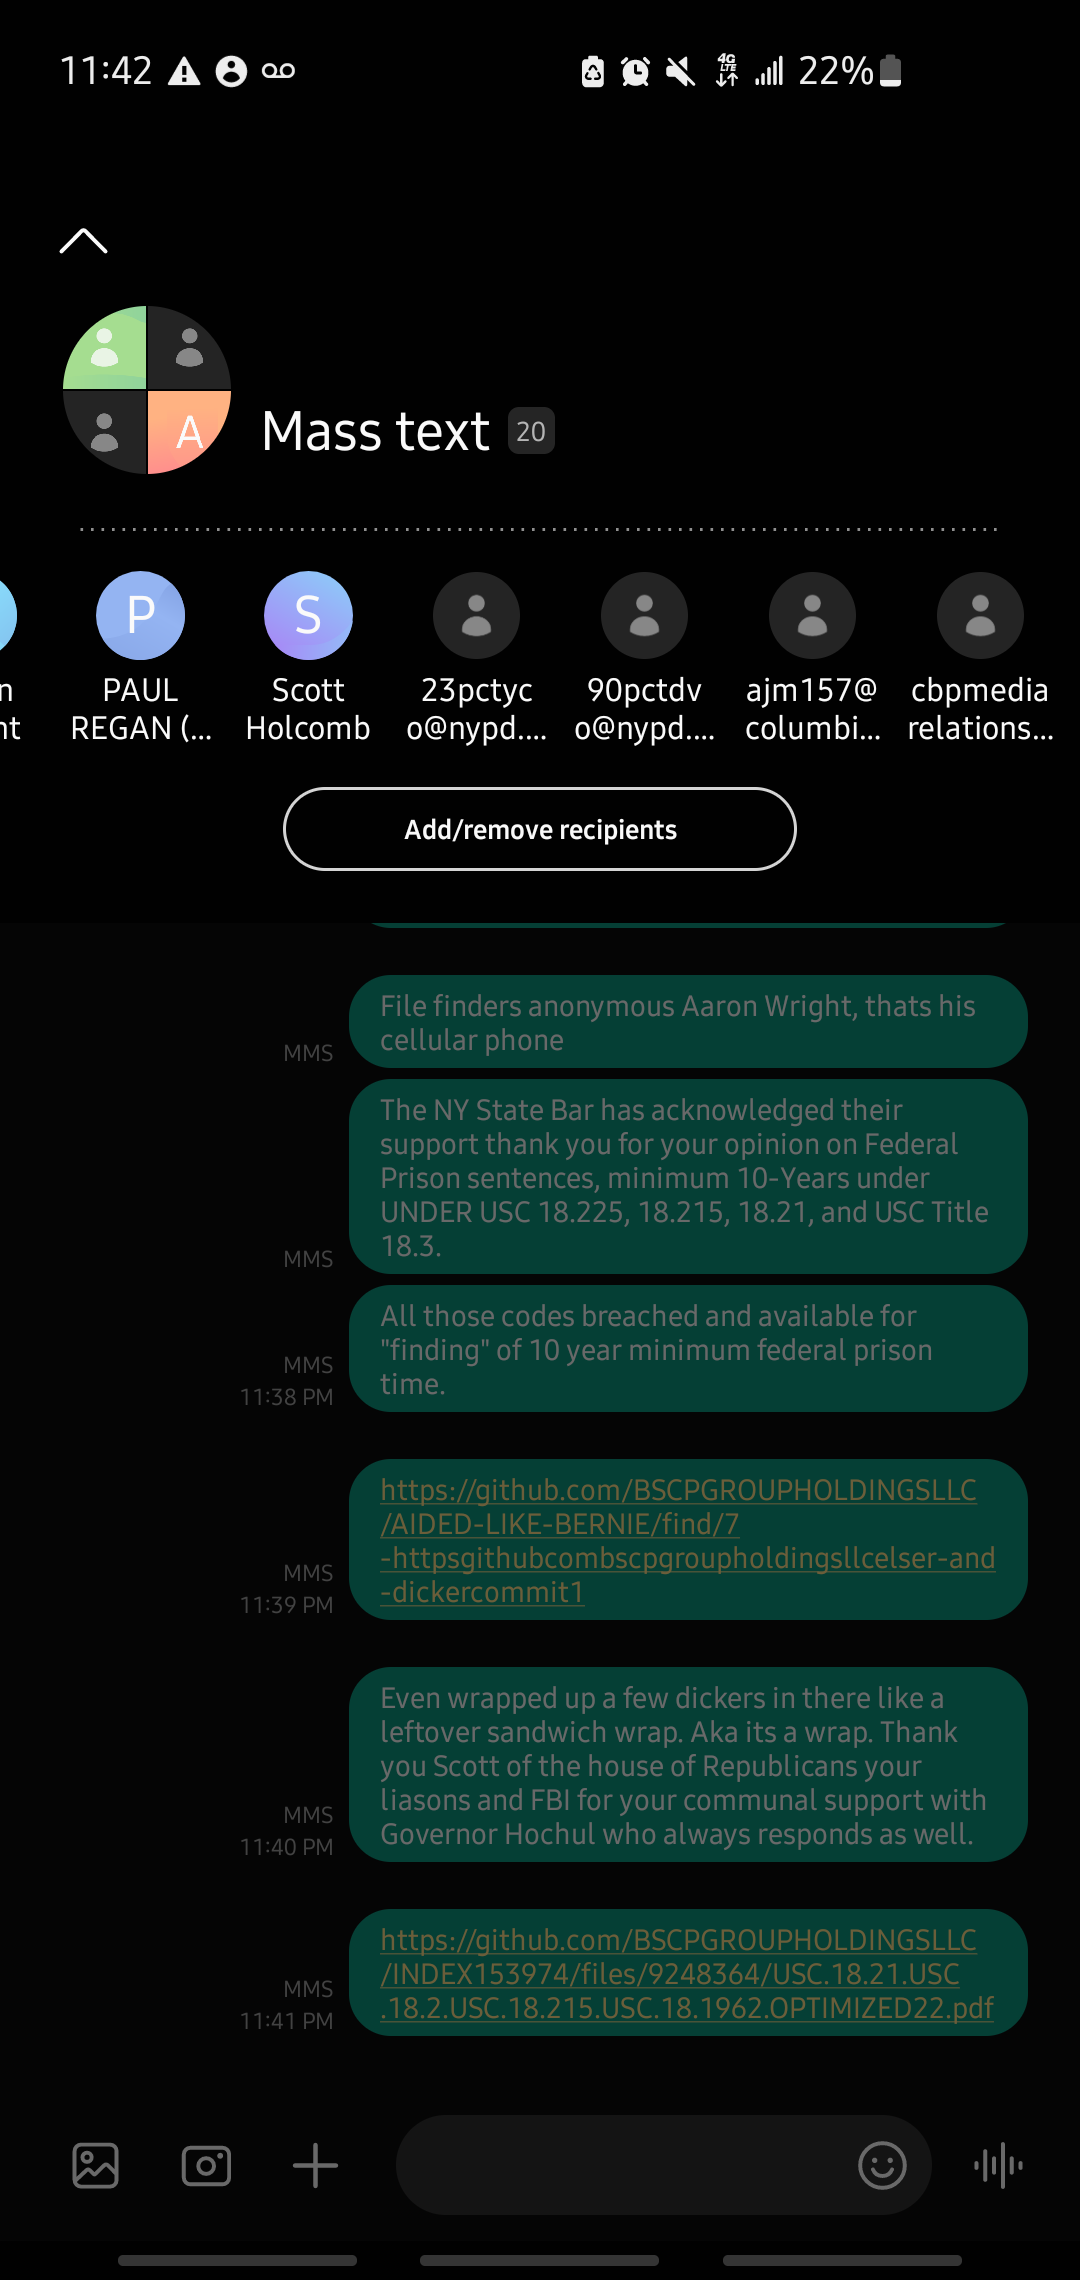 11:42
4G
LTE
22%
A
Mass text 20
n
nt
P
PAUL
REGAN (...
S
Scott
Holcomb
23pctyc
o@nypd....
90pctdv
o@nypd....
ajm157@
columbi...
cbpmedia
relations...
Add/remove recipients
File finders anonymous Aaron Wright, thats his
cellular phone
MMS
The NY State Bar has acknowledged their
support thank you for your opinion on Federal
Prison sentences, minimum 10-Years under
UNDER USC 18.225, 18.215, 18.21, and USC Title
18.3.
MMS
All those codes breached and available for
"finding" of 10 year minimum federal prison
time.
MMS
11:38 PM
https://github.com/BSCPGROUPHOLDINGSLLC
/AIDED-LIKE-BERNIE/find/7
-httpsgithubcombscpgroupholdingsllcelser-and
-dickercommit1
MMS
11:39 PM
Even wrapped up a few dickers in there like a
leftover sandwich wrap. Aka its a wrap. Thank
you Scott of the house of Republicans your
liasons and FBI for your communal support with
Governor Hochul who always responds as well.
MMS
11:40 PM
https://github.com/BSCPGROUPHOLDINGSLLC
/INDEX153974/files/9248364/USC.18.21.USC
.18.2.USC.18.215.USC.18.1962.OPTIMIZED22.pdf
MMS
11:41 PM